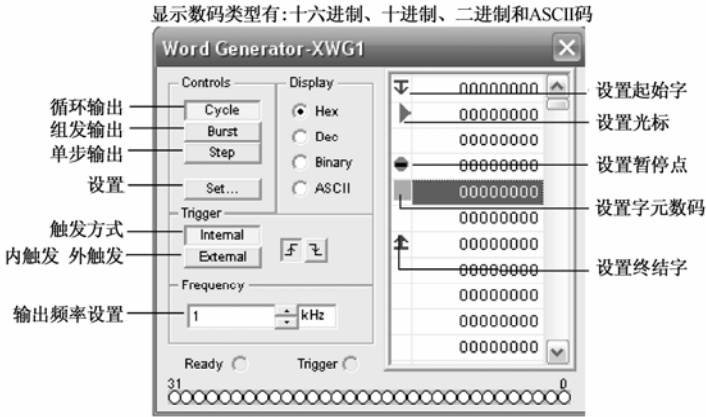 显示数码类型有:十六进制、十进制、二进制和ASCII码
Word Generator-XWG1
Controls
Display
循环输出
Cycle
Hex
组发输出
Burst
Dec
单步输出
Step
Binary
设置
Set...
ASCII
Trigger
触发方式
Internal
内触发 外触发
External
Frequency
输出频率设置
1
kHz
Ready
Trigger
31
0
00000000
设置起始字
00000000
设置光标
00000000
00000000
设置暂停点
00000000
设置字元数码
00000000
00000000
设置终结字
00000000
00000000
00000000
00000000